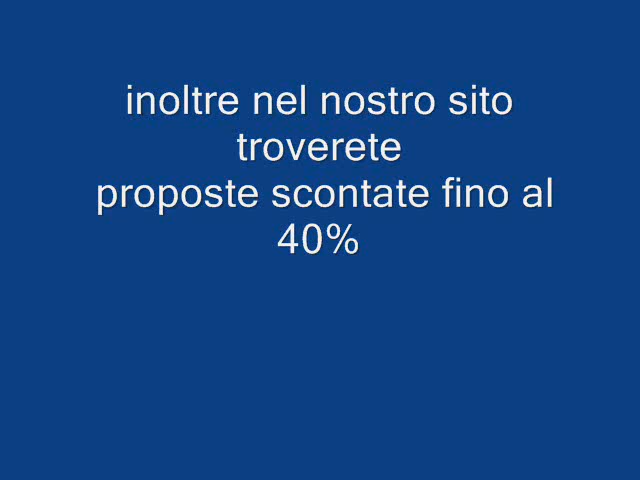 inoltre nel nostro sito
troverete
proposte scontate fino al
40%